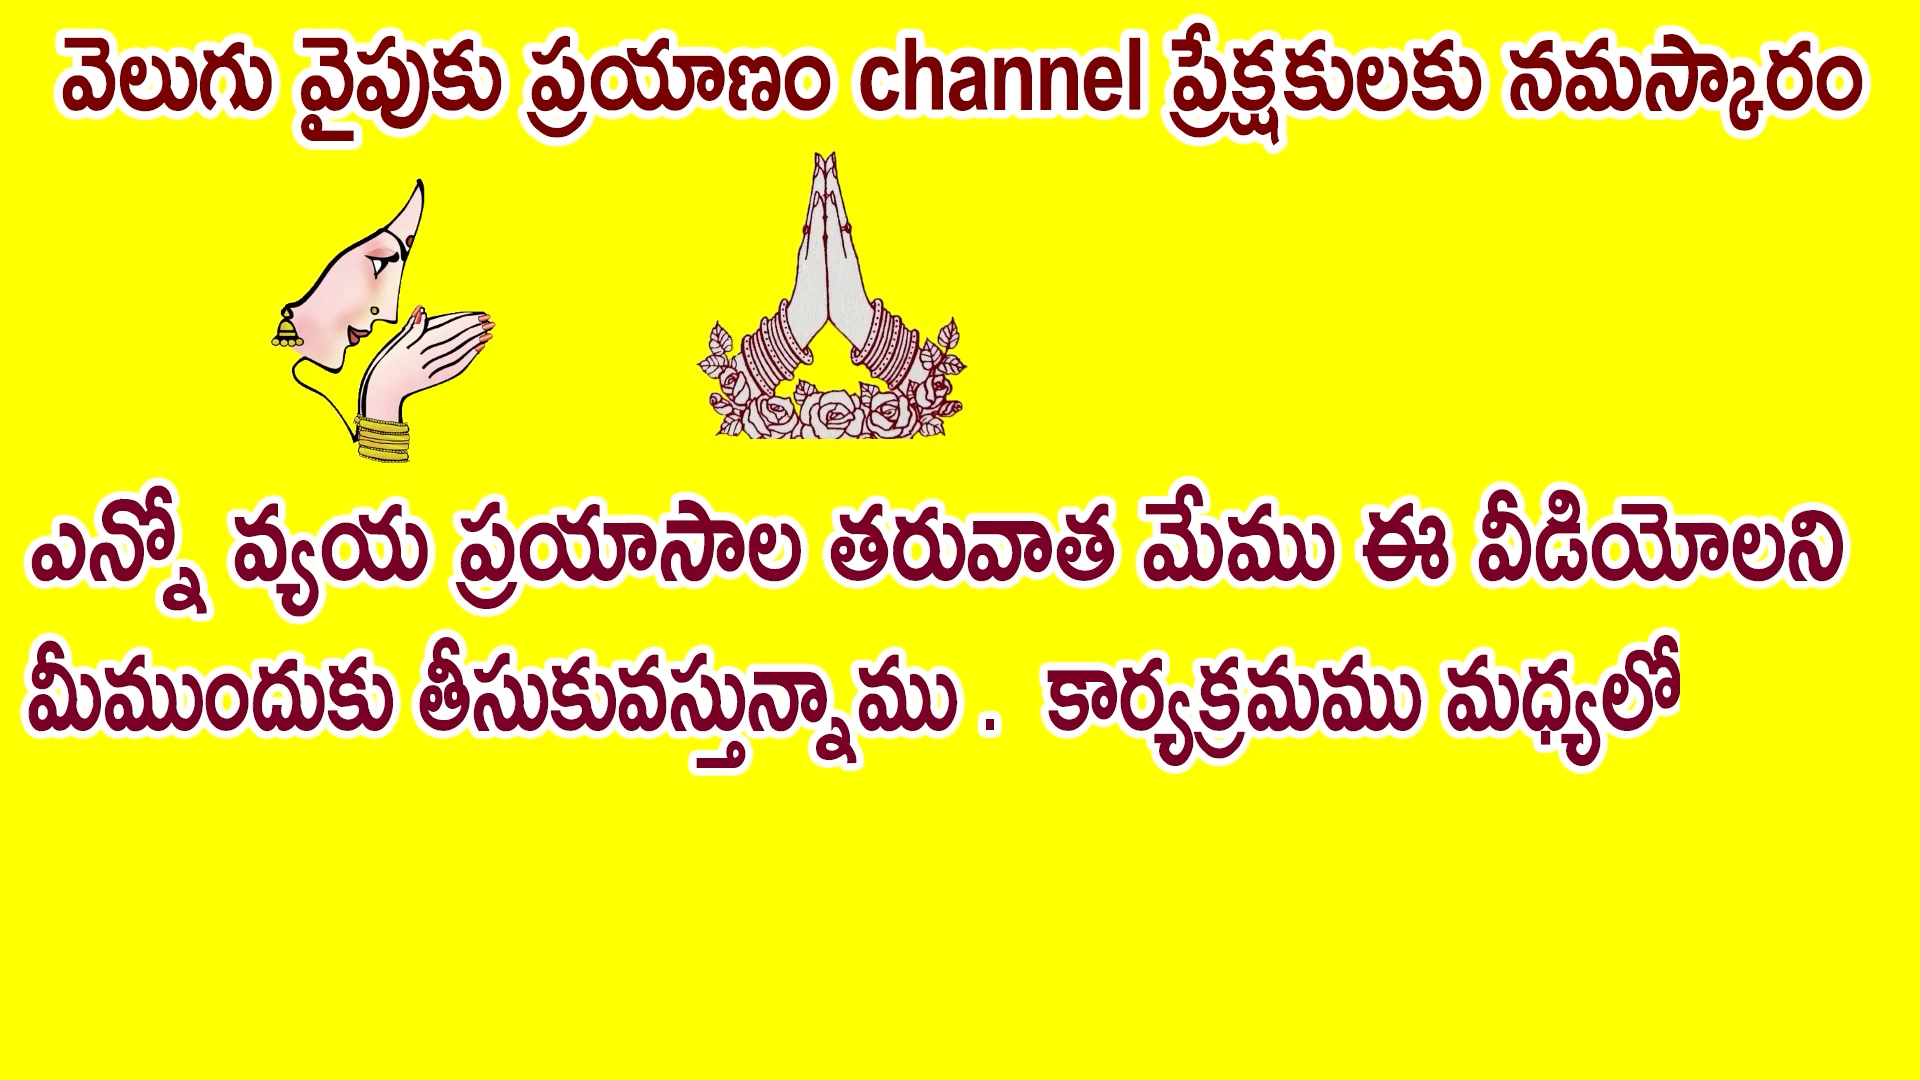 వెలుగు వైపుకు ప్రయాణం channel ప్రేక్షకులకు నమస్కారం
ఎన్నో వ్యయ ప్రయాసాల తరువాత మేము ఈ వీడియోలని
మీముందుకు తీసుకువస్తున్నాము . కార్యక్రమము మధ్యలో